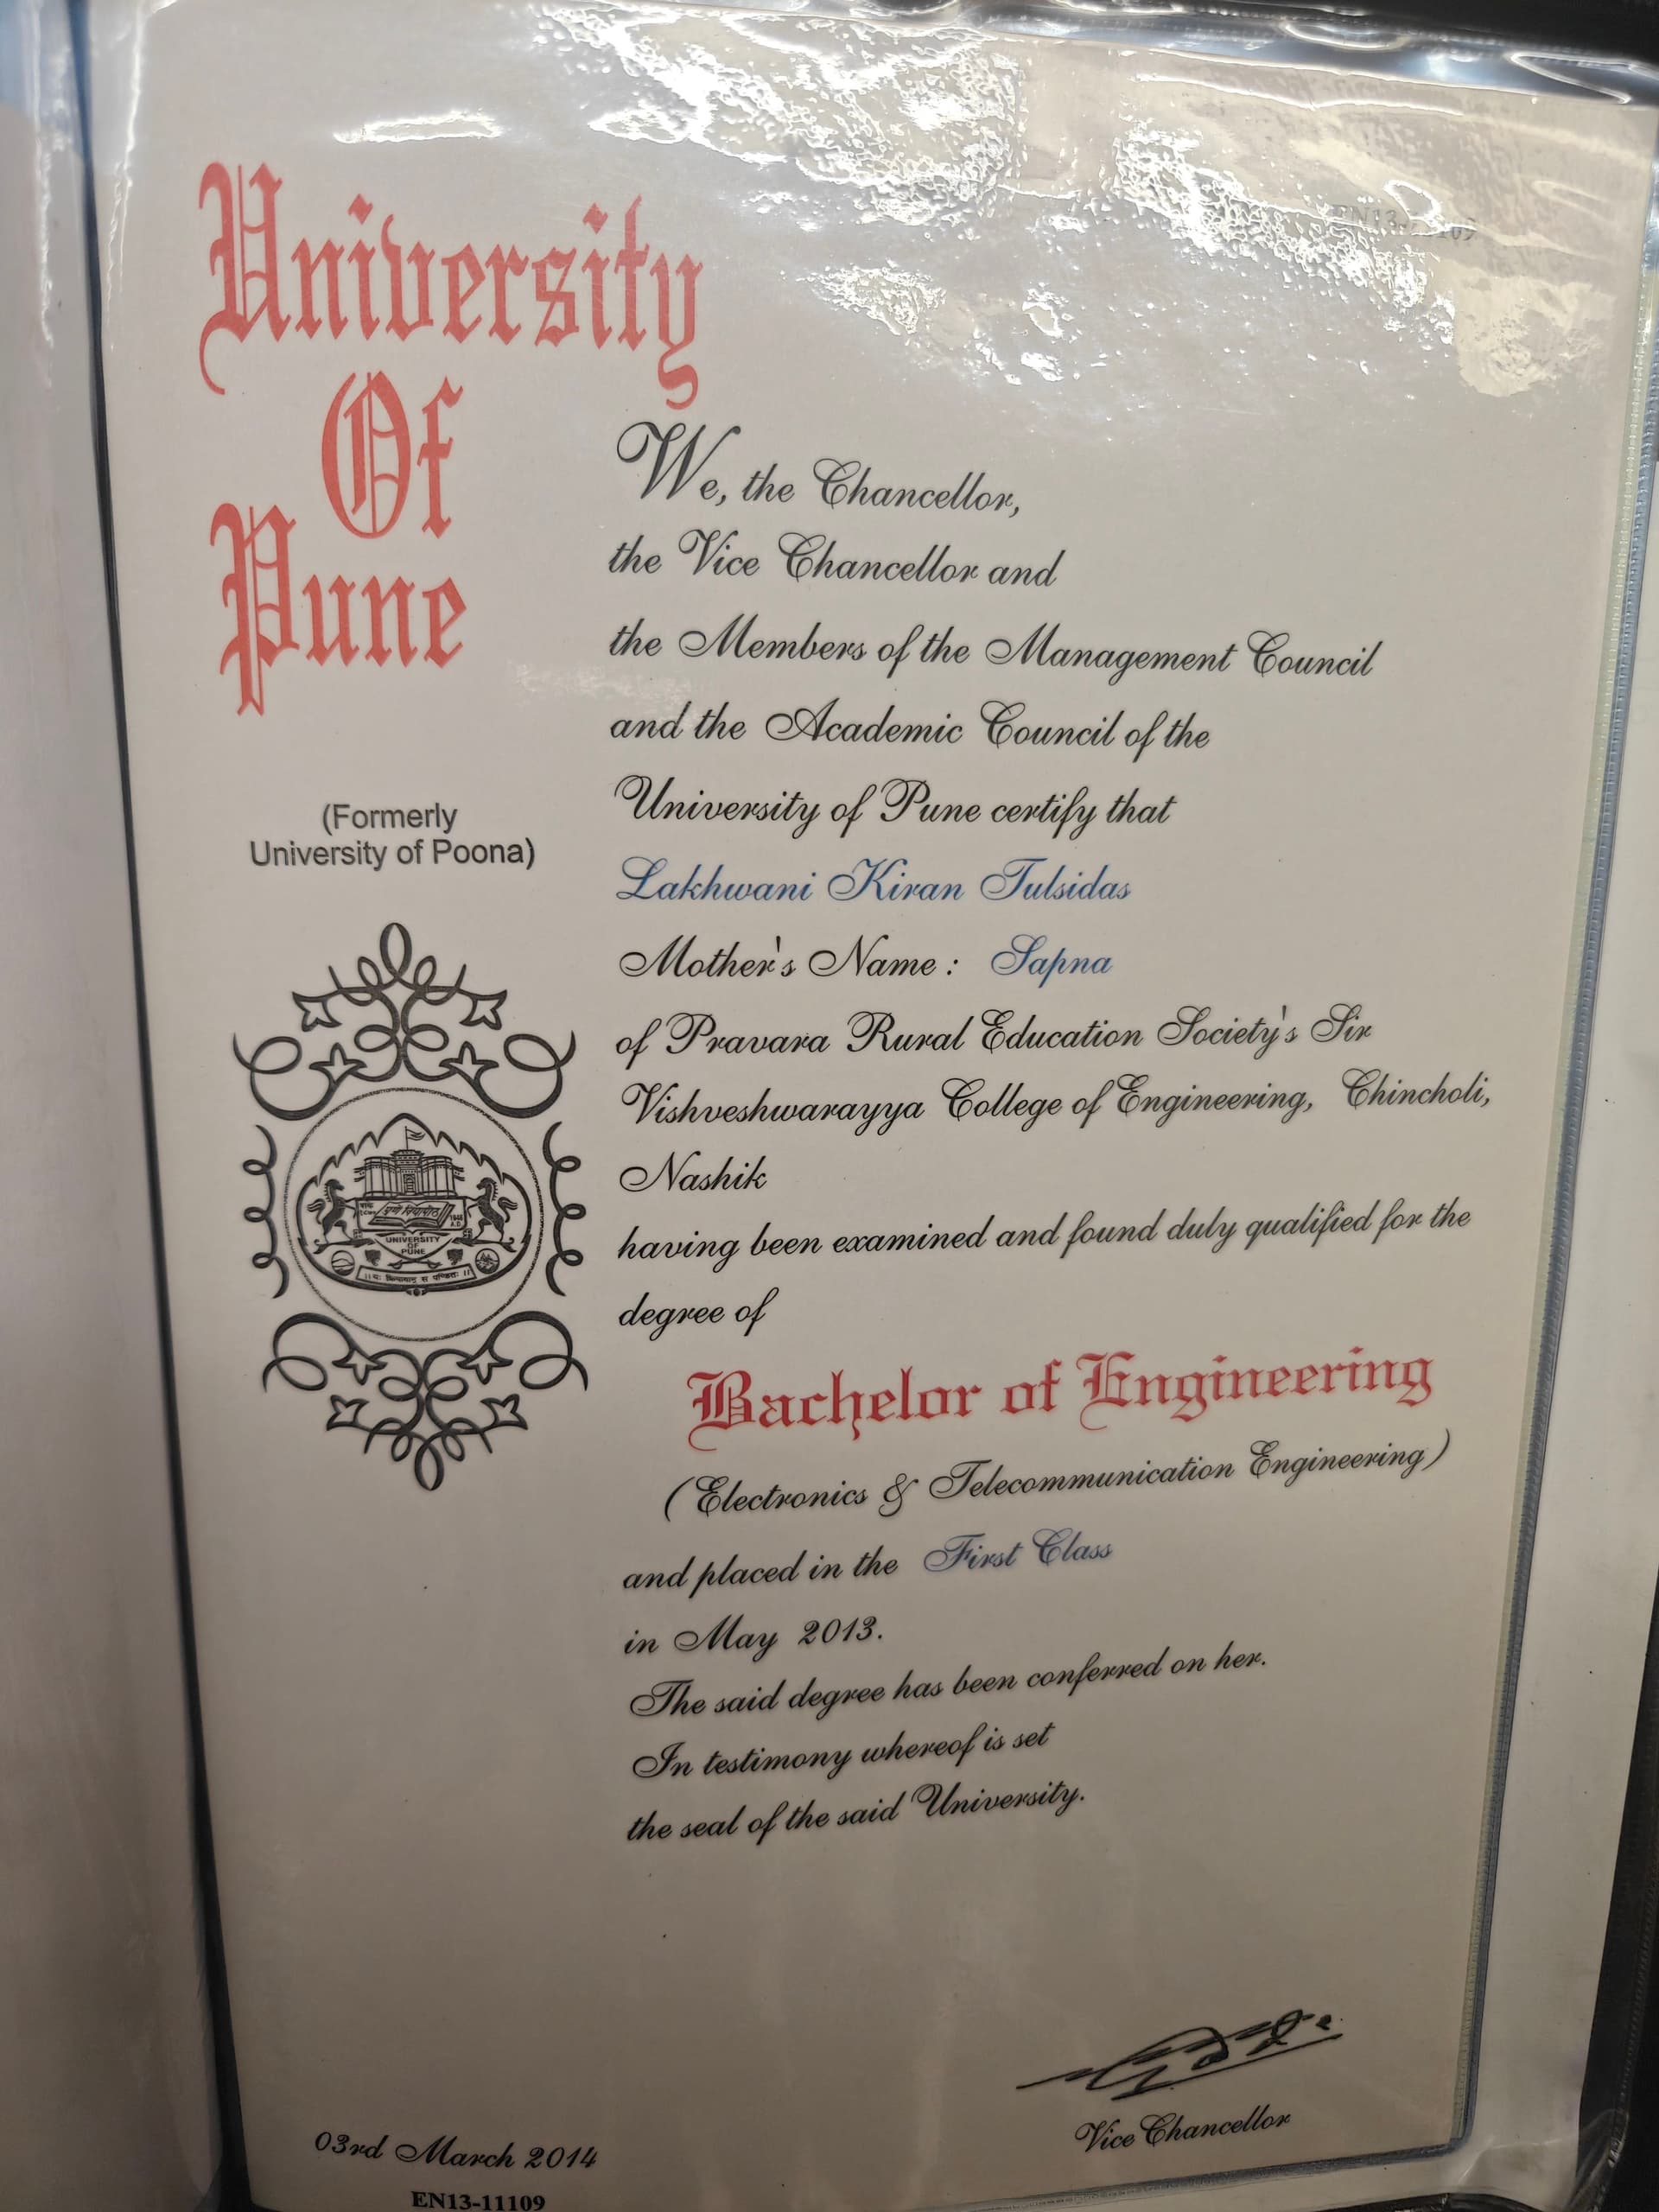 University
Of
Pune
(Formerly
University of Poona)
UNIVERSITY
OF
PUNE
We, the Chancellor,
the Vice Chancellor and
the Members of the Management Council
and the Academic Council of the
University of Pune certify that
Lakhwani Kiran Tulsidas
Mother's Name : Sapna
of Pravara Rural Education Society's Sir
Vishveshwarayya College of Engineering, Chincholi,
Nashik
having been examined and found duly qualified for the
degree of
Bachelor of Engineering
(Electronics & Telecommunication Engineering)
and placed in the First Class
in May 2013.
The said degree has been conferred on her.
In testimony whereof is set
the seal of the said University.
Vice Chancellor
03rd March 2014
EN13-11109